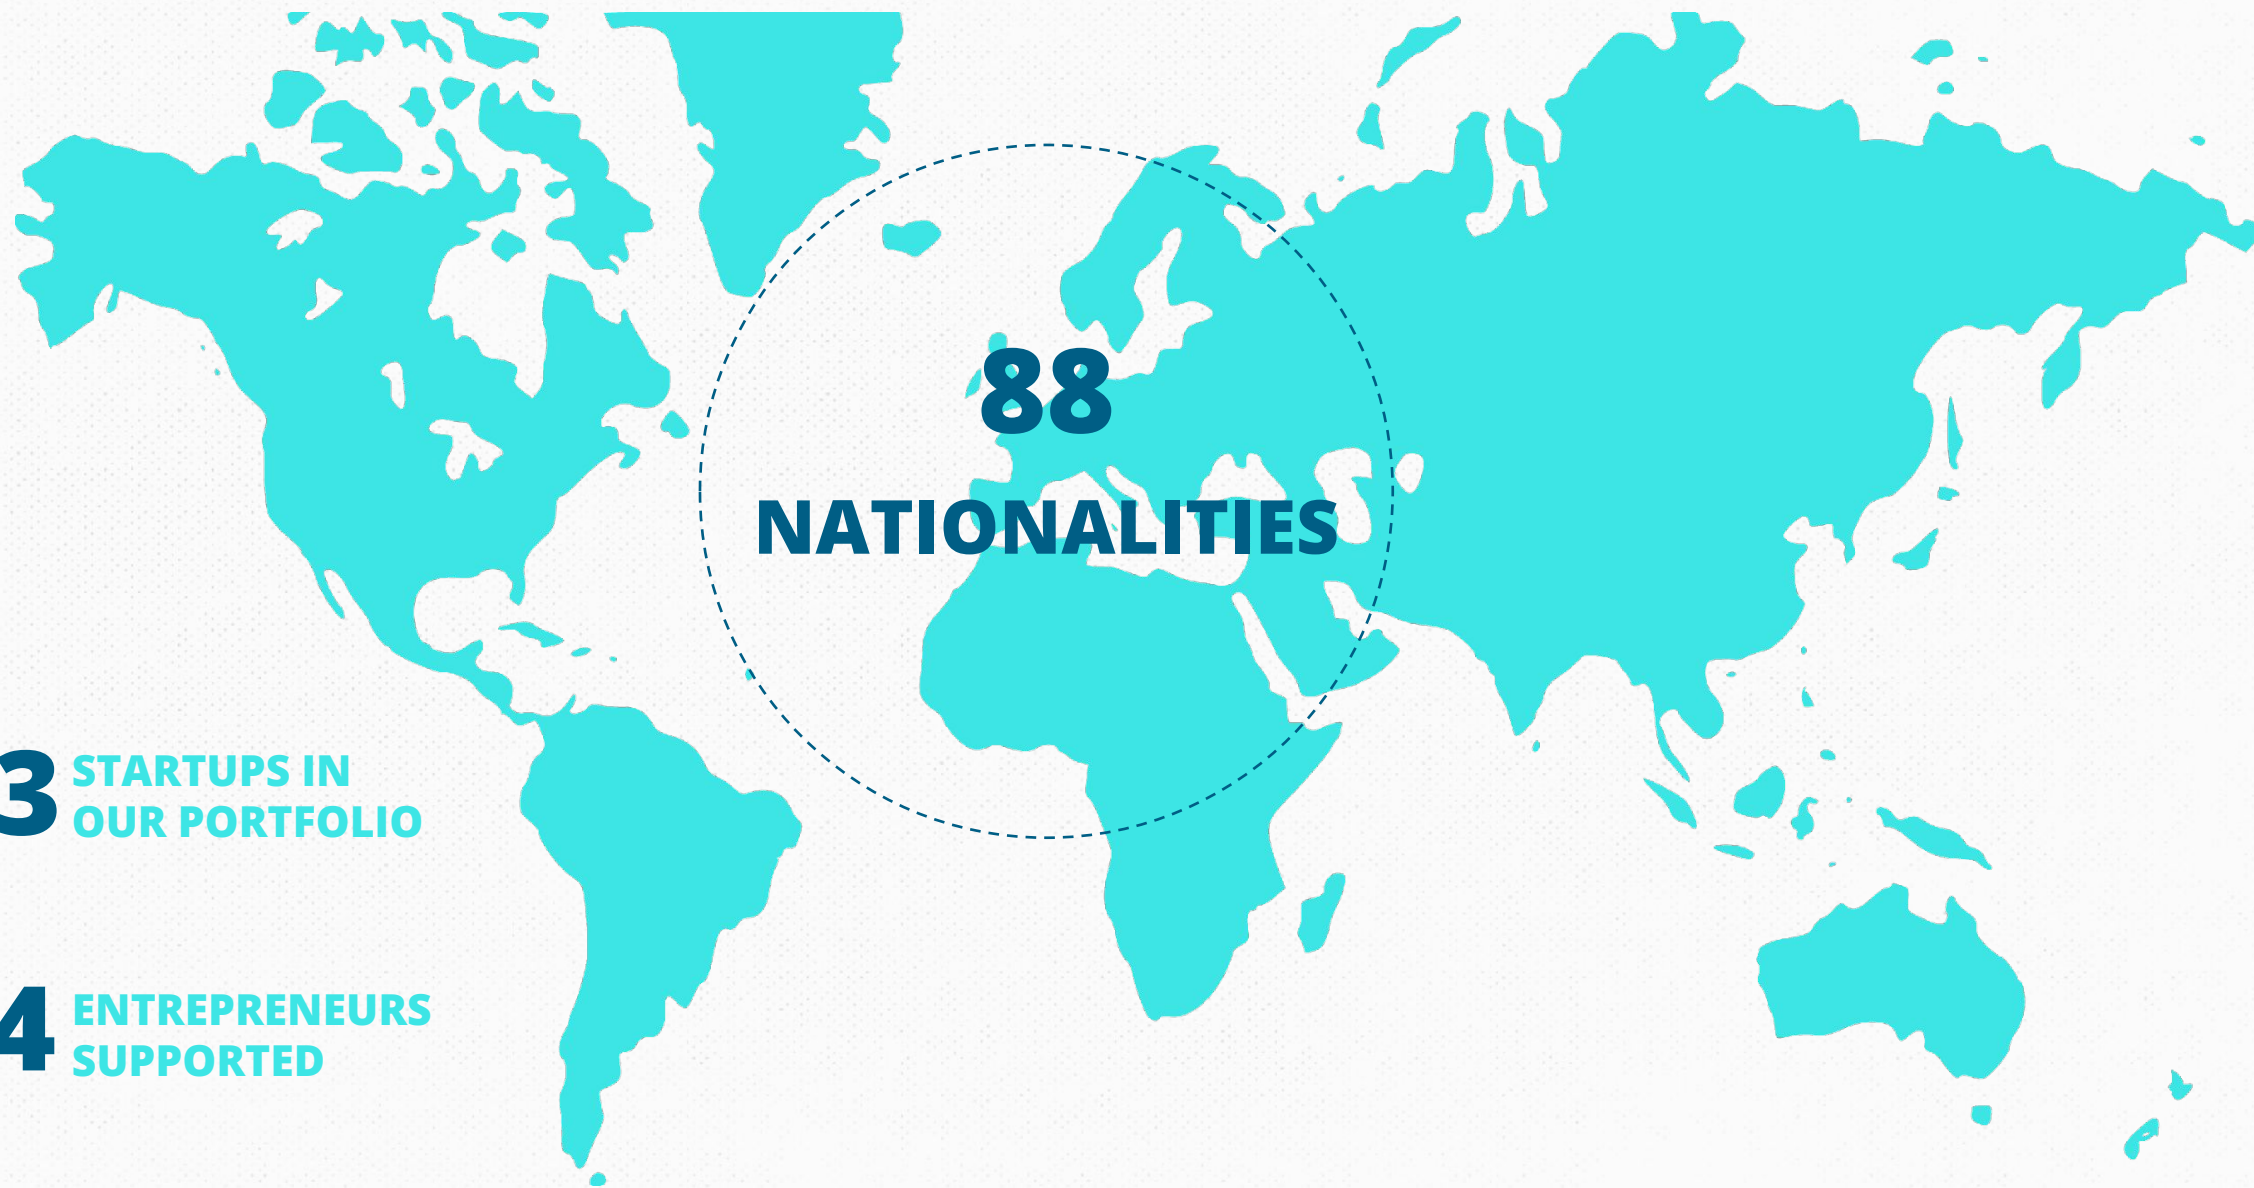 88
NATIONALITIES
3 STARTUPS IN
OUR PORTFOLIO
4 ENTREPRENEURS
SUPPORTED